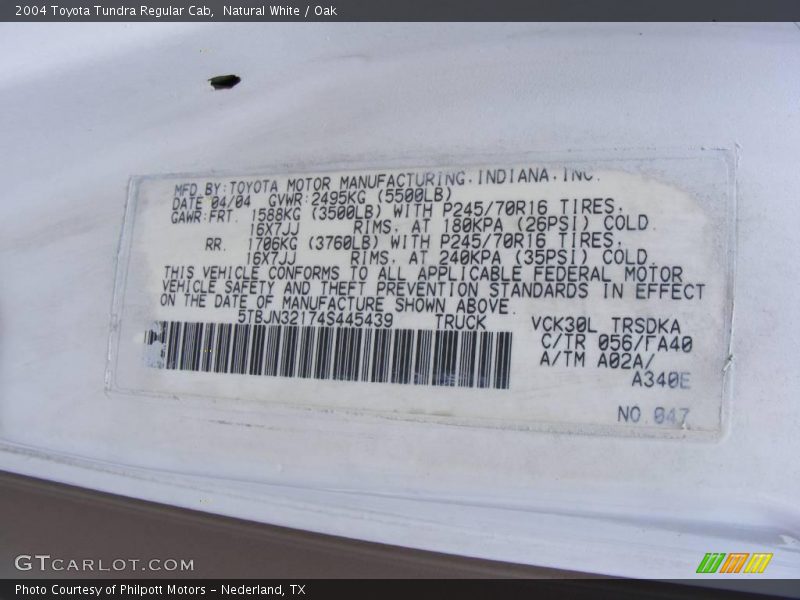 2004 Toyota Tundra Regular Cab, Natural White / Oak
MFD.BY:TOYOTA MOTOR MANUFACTURING.INDIANA.INC.
DATE 04/04 GVWR:2495KG (5500LB)
GAWR:FRT. 1588KG (3500LB) WITH P245/70R16 TIRES.
16X7JJ RIMS. AT 180KPA (26PSI) COLD.
RR. 1706KG (3760LB) WITH P245/70R16 TIRES.
16X7JJ RIMS. AT 240KPA (35PSI) COLD.
THIS VEHICLE CONFORMS TO ALL APPLICABLE FEDERAL MOTOR
VEHICLE SAFETY AND THEFT PREVENTION STANDARDS IN EFFECT
ON THE DATE OF MANUFACTURE SHOWN ABOVE.
5TBJN32174S445439 TRUCK VCK30L TRSDKA
C/TR 056/FA40
A/TM A02A/
A340E
NO.047
GTCARLOT.COM
Photo Courtesy of Philpott Motors - Nederland, TX